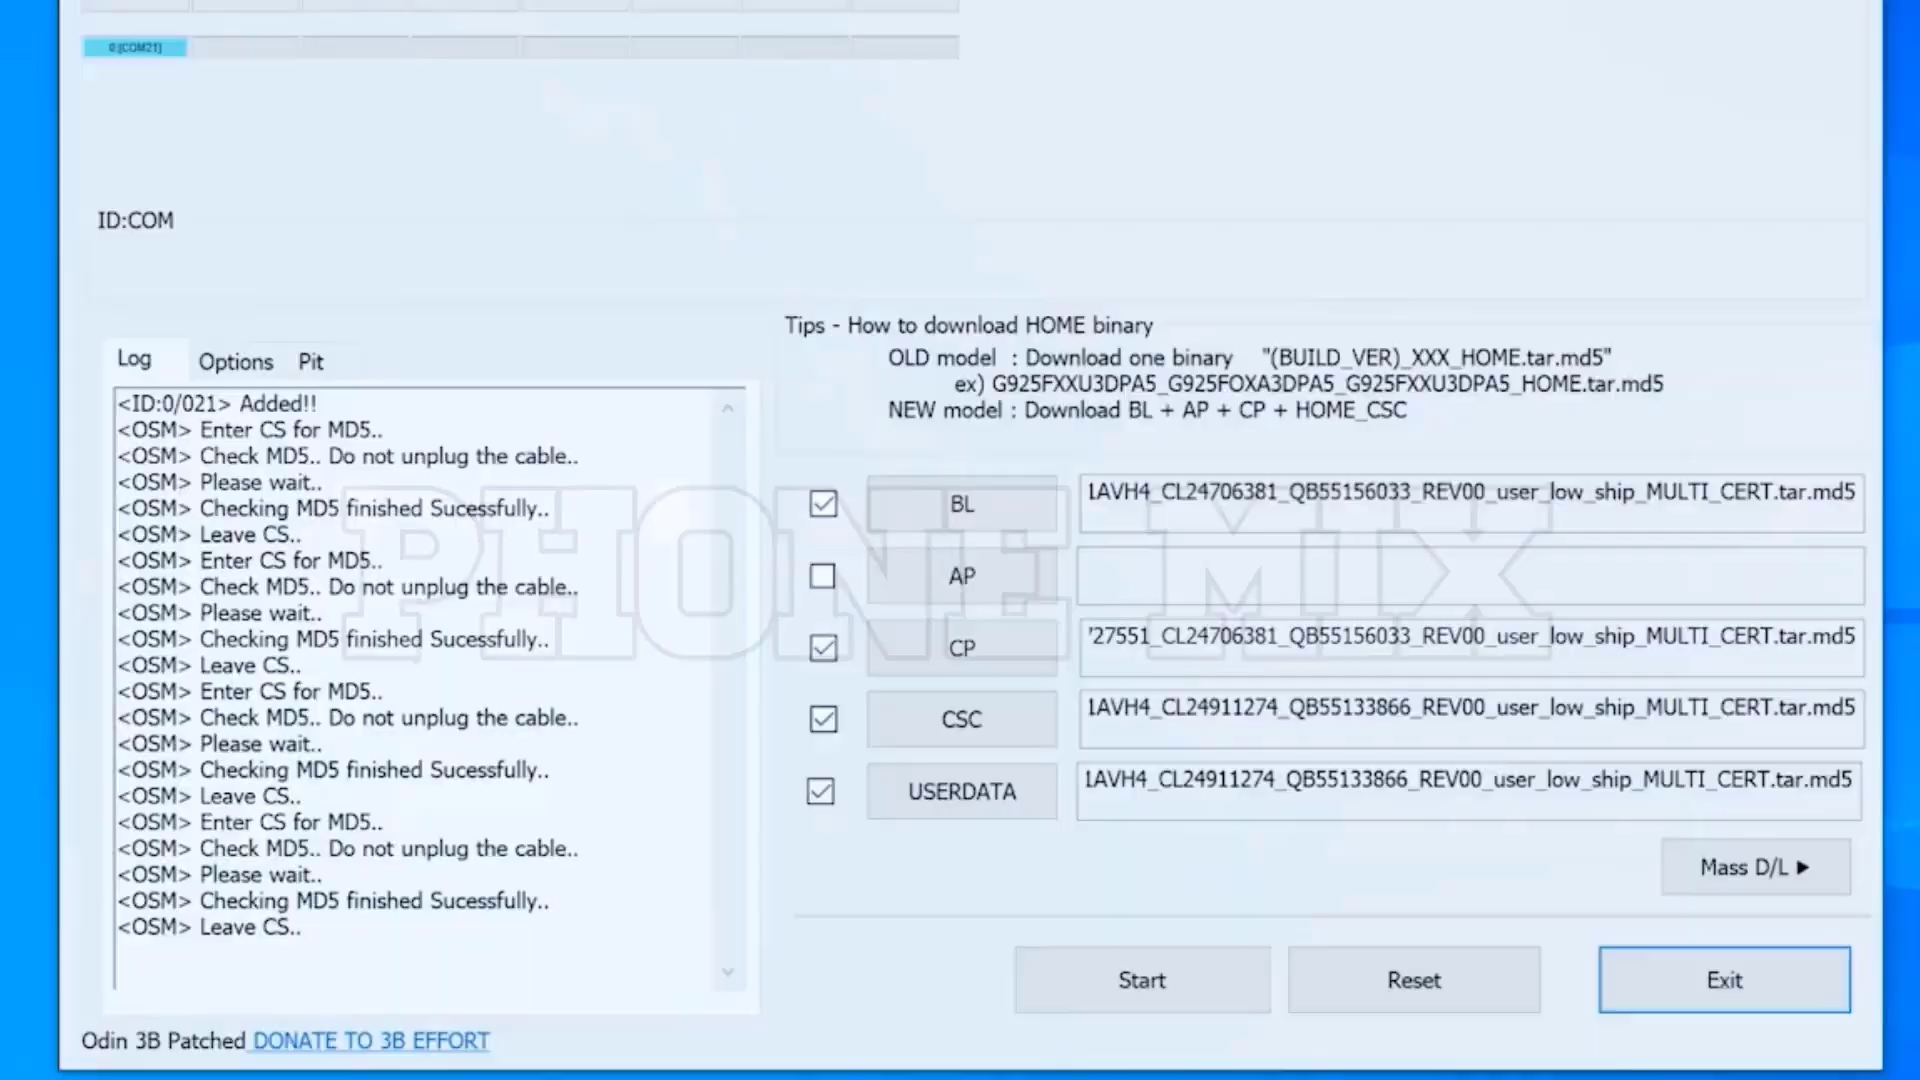 0:[COM21]
ID:COM
Tips - How to download HOME binary
OLD model : Download one binary "(BUILD_VER)_XXX_HOME.tar.md5"
ex) G925FXXU3DPA5_G925FOXA3DPA5_G925FXXU3DPA5_HOME.tar.md5
NEW model : Download BL + AP + CP + HOME_CSC
Log Options Pit
<ID:0/021> Added!!
<OSM> Enter CS for MD5..
<OSM> Check MD5.. Do not unplug the cable..
<OSM> Please wait..
<OSM> Checking MD5 finished Sucessfully..
<OSM> Leave CS..
<OSM> Enter CS for MD5..
<OSM> Check MD5.. Do not unplug the cable..
<OSM> Please wait..
<OSM> Checking MD5 finished Sucessfully..
<OSM> Leave CS..
<OSM> Enter CS for MD5..
<OSM> Check MD5.. Do not unplug the cable..
<OSM> Please wait..
<OSM> Checking MD5 finished Sucessfully..
<OSM> Leave CS..
<OSM> Enter CS for MD5..
<OSM> Check MD5.. Do not unplug the cable..
<OSM> Please wait..
<OSM> Checking MD5 finished Sucessfully..
<OSM> Leave CS..
BL 1AVH4_CL24706381_QB55156033_REV00_user_low_ship_MULTI_CERT.tar.md5
AP
CP '27551_CL24706381_QB55156033_REV00_user_low_ship_MULTI_CERT.tar.md5
CSC 1AVH4_CL24911274_QB55133866_REV00_user_low_ship_MULTI_CERT.tar.md5
USERDATA 1AVH4_CL24911274_QB55133866_REV00_user_low_ship_MULTI_CERT.tar.md5
PHONE MIX
Mass D/L ▶
Start Reset Exit
Odin 3B Patched DONATE TO 3B EFFORT